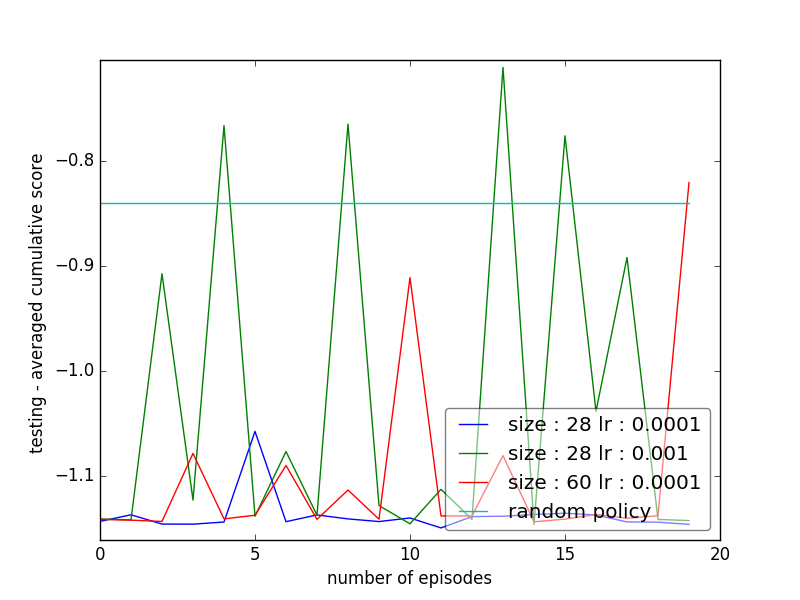 −0.8
−0.9
−1.0
−1.1
0 5 10 15 20
number of episodes
testing - averaged cumulative score
size : 28 lr : 0.0001
size : 28 lr : 0.001
size : 60 lr : 0.0001
random policy